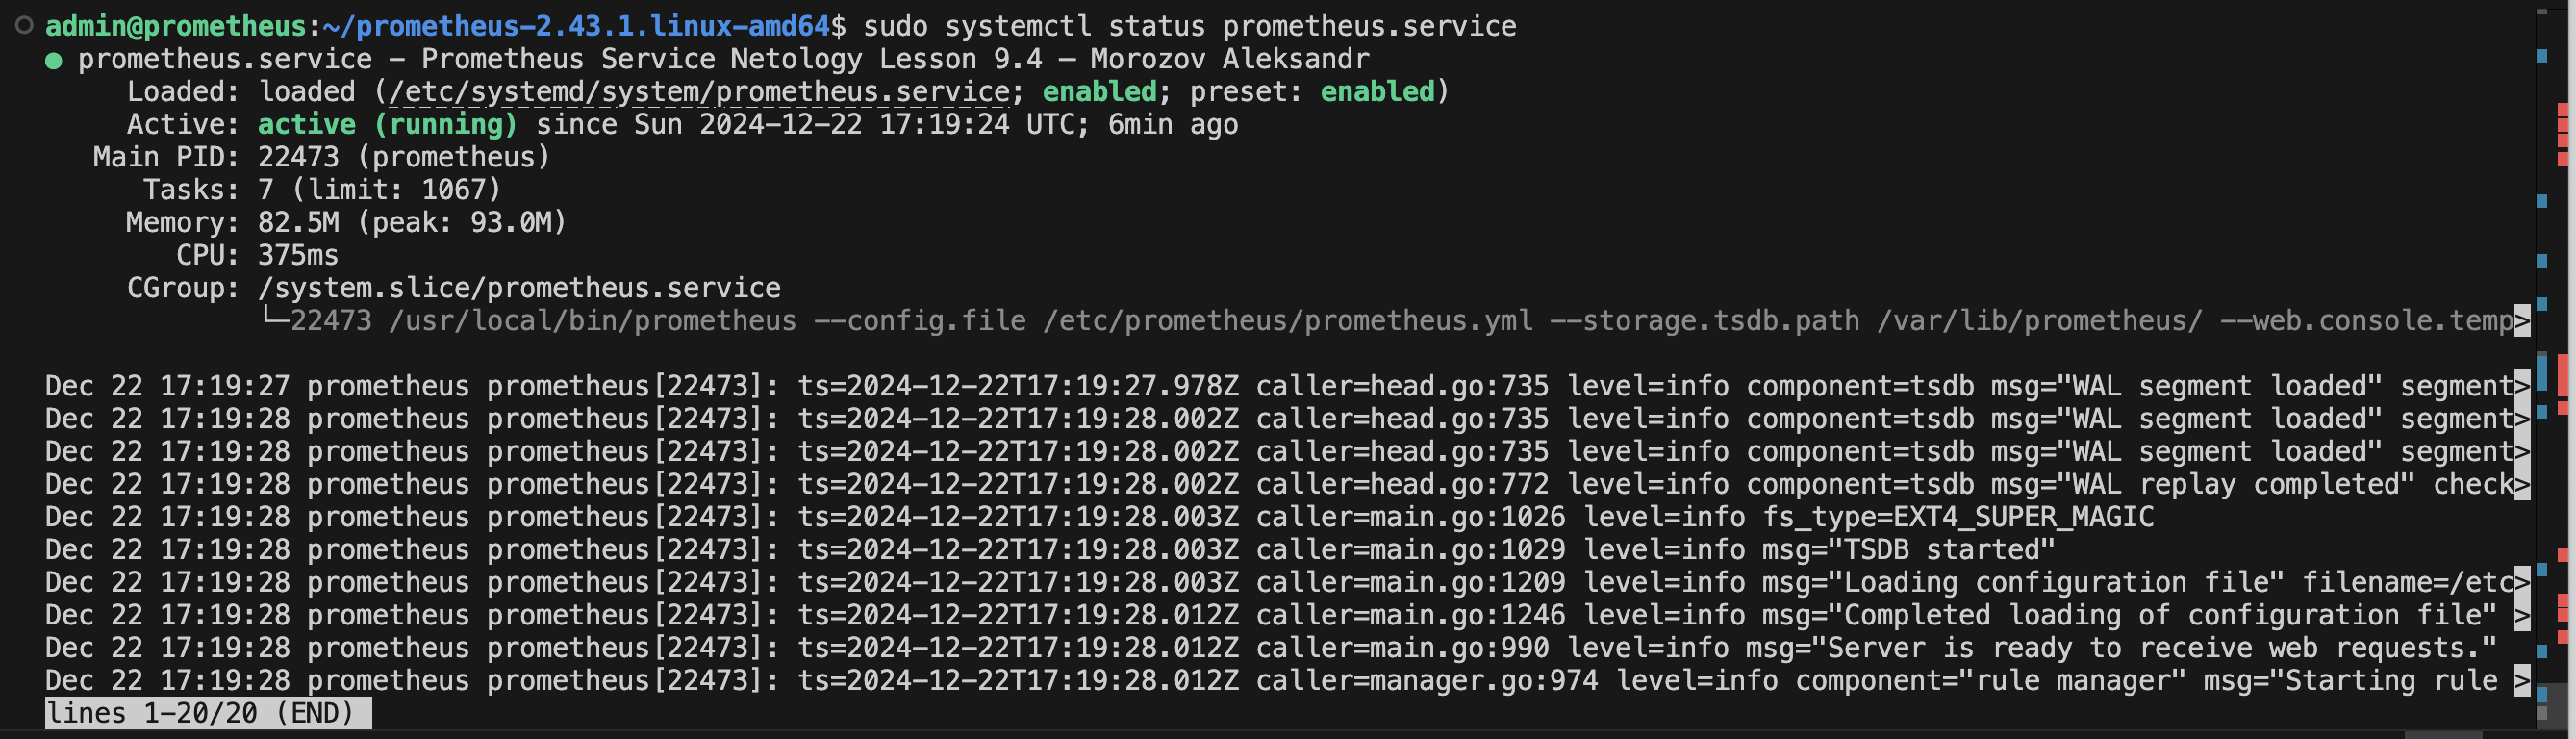 admin@prometheus:~/prometheus-2.43.1.linux-amd64$ sudo systemctl status prometheus.service
● prometheus.service - Prometheus Service Netology Lesson 9.4 — Morozov Aleksandr
Loaded: loaded (/etc/systemd/system/prometheus.service; enabled; preset: enabled)
Active: active (running) since Sun 2024-12-22 17:19:24 UTC; 6min ago
Main PID: 22473 (prometheus)
Tasks: 7 (limit: 1067)
Memory: 82.5M (peak: 93.0M)
CPU: 375ms
CGroup: /system.slice/prometheus.service
└─22473 /usr/local/bin/prometheus --config.file /etc/prometheus/prometheus.yml --storage.tsdb.path /var/lib/prometheus/ --web.console.temp>
Dec 22 17:19:27 prometheus prometheus[22473]: ts=2024-12-22T17:19:27.978Z caller=head.go:735 level=info component=tsdb msg="WAL segment loaded" segment>
Dec 22 17:19:28 prometheus prometheus[22473]: ts=2024-12-22T17:19:28.002Z caller=head.go:735 level=info component=tsdb msg="WAL segment loaded" segment>
Dec 22 17:19:28 prometheus prometheus[22473]: ts=2024-12-22T17:19:28.002Z caller=head.go:735 level=info component=tsdb msg="WAL segment loaded" segment>
Dec 22 17:19:28 prometheus prometheus[22473]: ts=2024-12-22T17:19:28.002Z caller=head.go:772 level=info component=tsdb msg="WAL replay completed" check>
Dec 22 17:19:28 prometheus prometheus[22473]: ts=2024-12-22T17:19:28.003Z caller=main.go:1026 level=info fs_type=EXT4_SUPER_MAGIC
Dec 22 17:19:28 prometheus prometheus[22473]: ts=2024-12-22T17:19:28.003Z caller=main.go:1029 level=info msg="TSDB started"
Dec 22 17:19:28 prometheus prometheus[22473]: ts=2024-12-22T17:19:28.003Z caller=main.go:1209 level=info msg="Loading configuration file" filename=/etc>
Dec 22 17:19:28 prometheus prometheus[22473]: ts=2024-12-22T17:19:28.012Z caller=main.go:1246 level=info msg="Completed loading of configuration file" >
Dec 22 17:19:28 prometheus prometheus[22473]: ts=2024-12-22T17:19:28.012Z caller=main.go:990 level=info msg="Server is ready to receive web requests."
Dec 22 17:19:28 prometheus prometheus[22473]: ts=2024-12-22T17:19:28.012Z caller=manager.go:974 level=info component="rule manager" msg="Starting rule >
lines 1-20/20 (END)